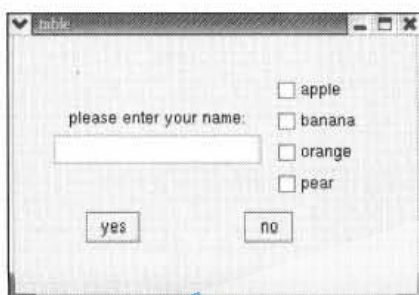 table
apple
please enter your name:
banana
orange
pear
yes
no